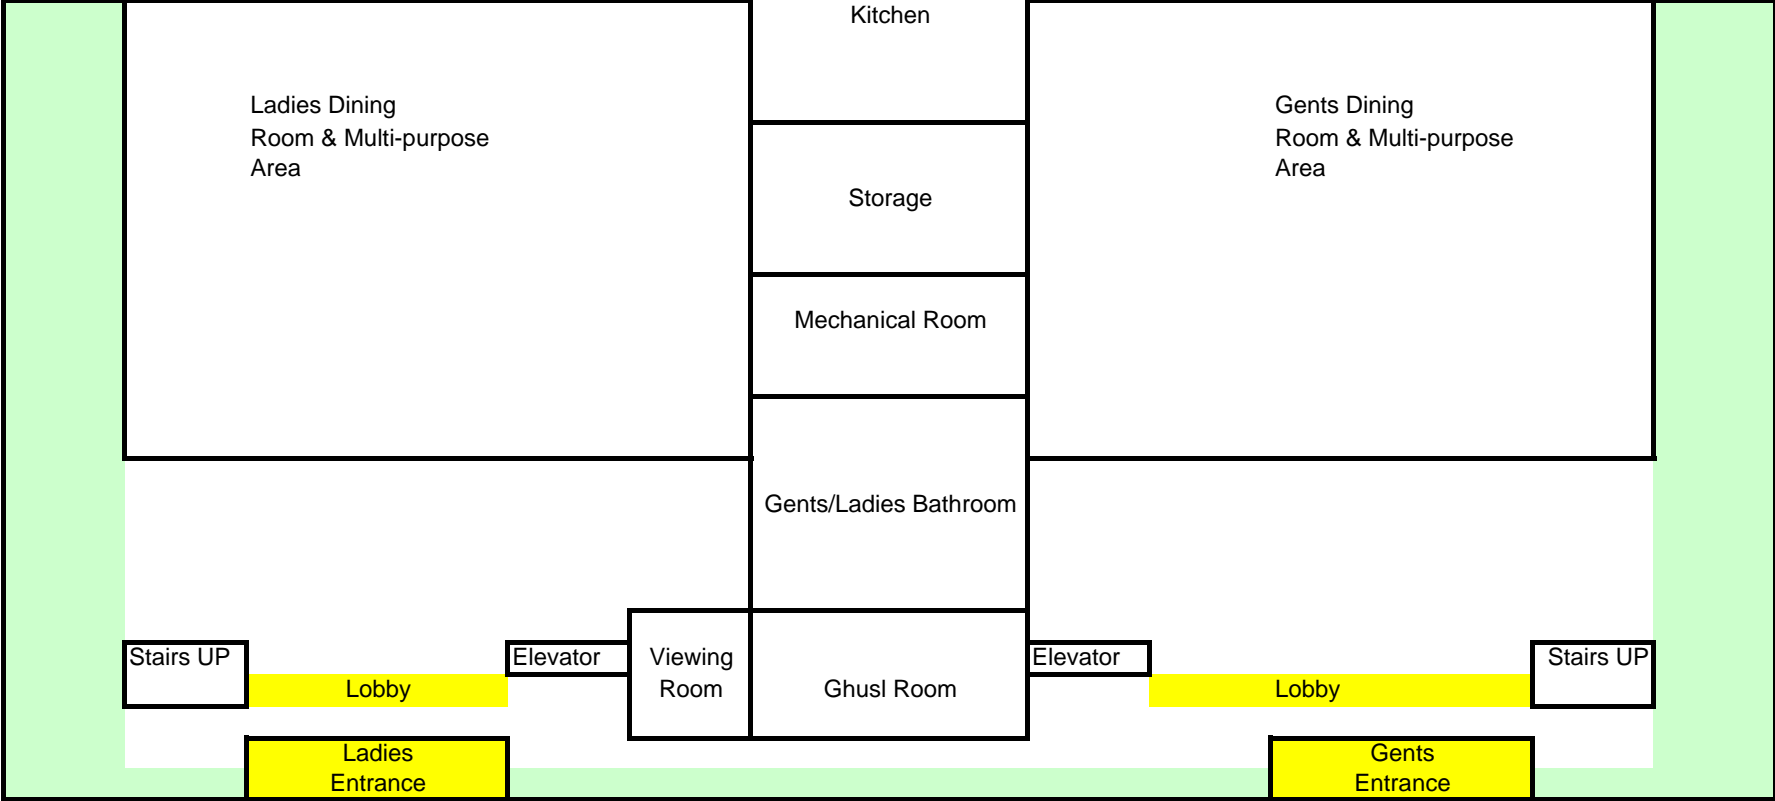 Kitchen
Ladies Dining
Room & Multi-purpose
Area
Gents Dining
Room & Multi-purpose
Area
Storage
Mechanical Room
Gents/Ladies Bathroom
Stairs UP
Lobby
Elevator
Viewing
Room
Ghusl Room
Elevator
Lobby
Stairs UP
Ladies
Entrance
Gents
Entrance